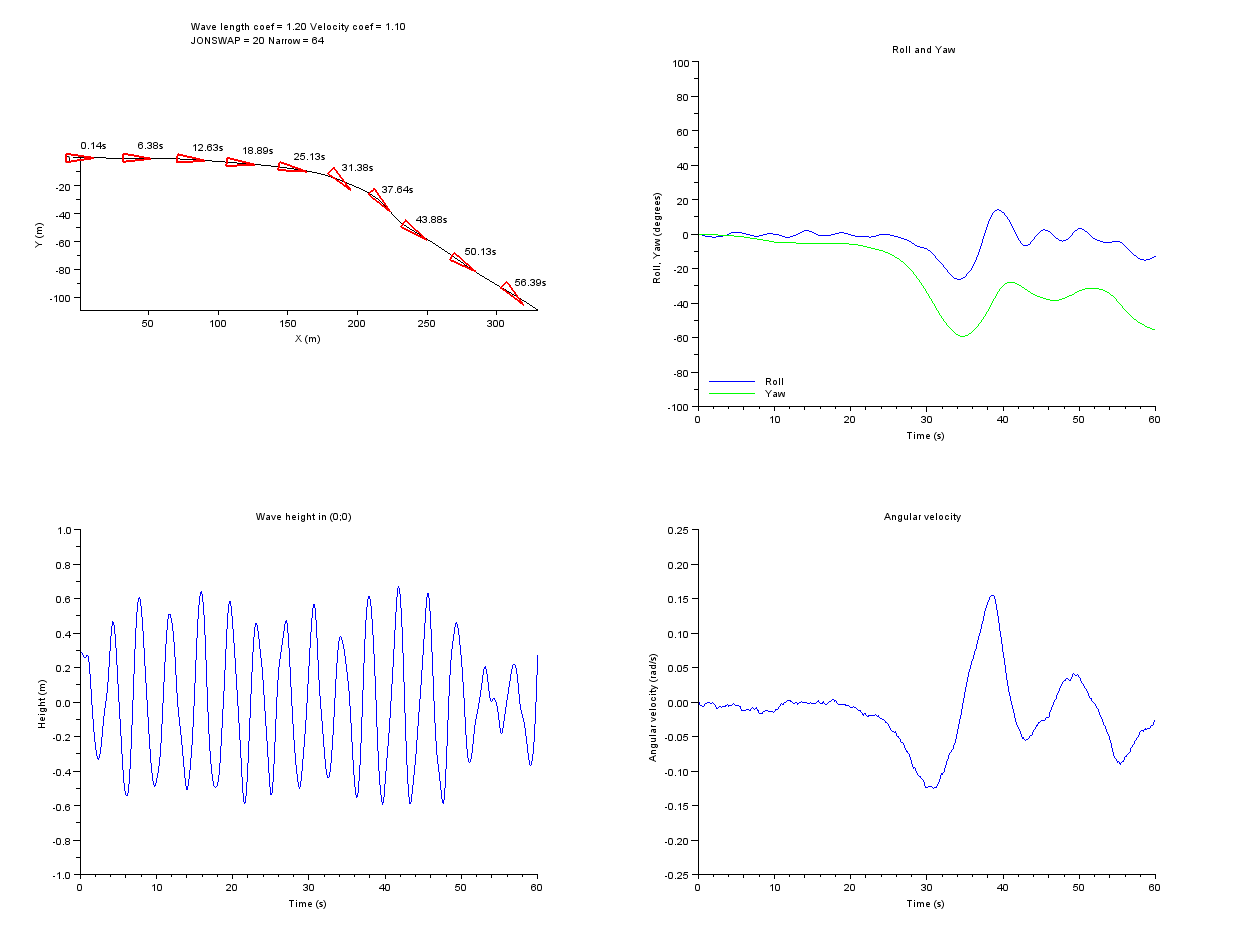 Wave length coef = 1.20 Velocity coef = 1.10
JONSWAP = 20 Narrow = 64
0.14s
6.38s
12.63s
18.89s
25.13s
31.38s
37.64s
43.88s
50.13s
56.39s
0
-20
-40
-60
-80
-100
Y (m)
50
100
150
200
250
300
X (m)
Roll and Yaw
100
80
60
40
20
0
-20
-40
-60
-80
-100
Roll, Yaw (degrees)
Roll
Yaw
0
10
20
30
40
50
60
Time (s)
Wave height in (0;0)
1.0
0.8
0.6
0.4
0.2
0.0
-0.2
-0.4
-0.6
-0.8
-1.0
Height (m)
0
10
20
30
40
50
60
Time (s)
Angular velocity
0.25
0.20
0.15
0.10
0.05
0.00
-0.05
-0.10
-0.15
-0.20
-0.25
Angular velocity (rad/s)
0
10
20
30
40
50
60
Time (s)